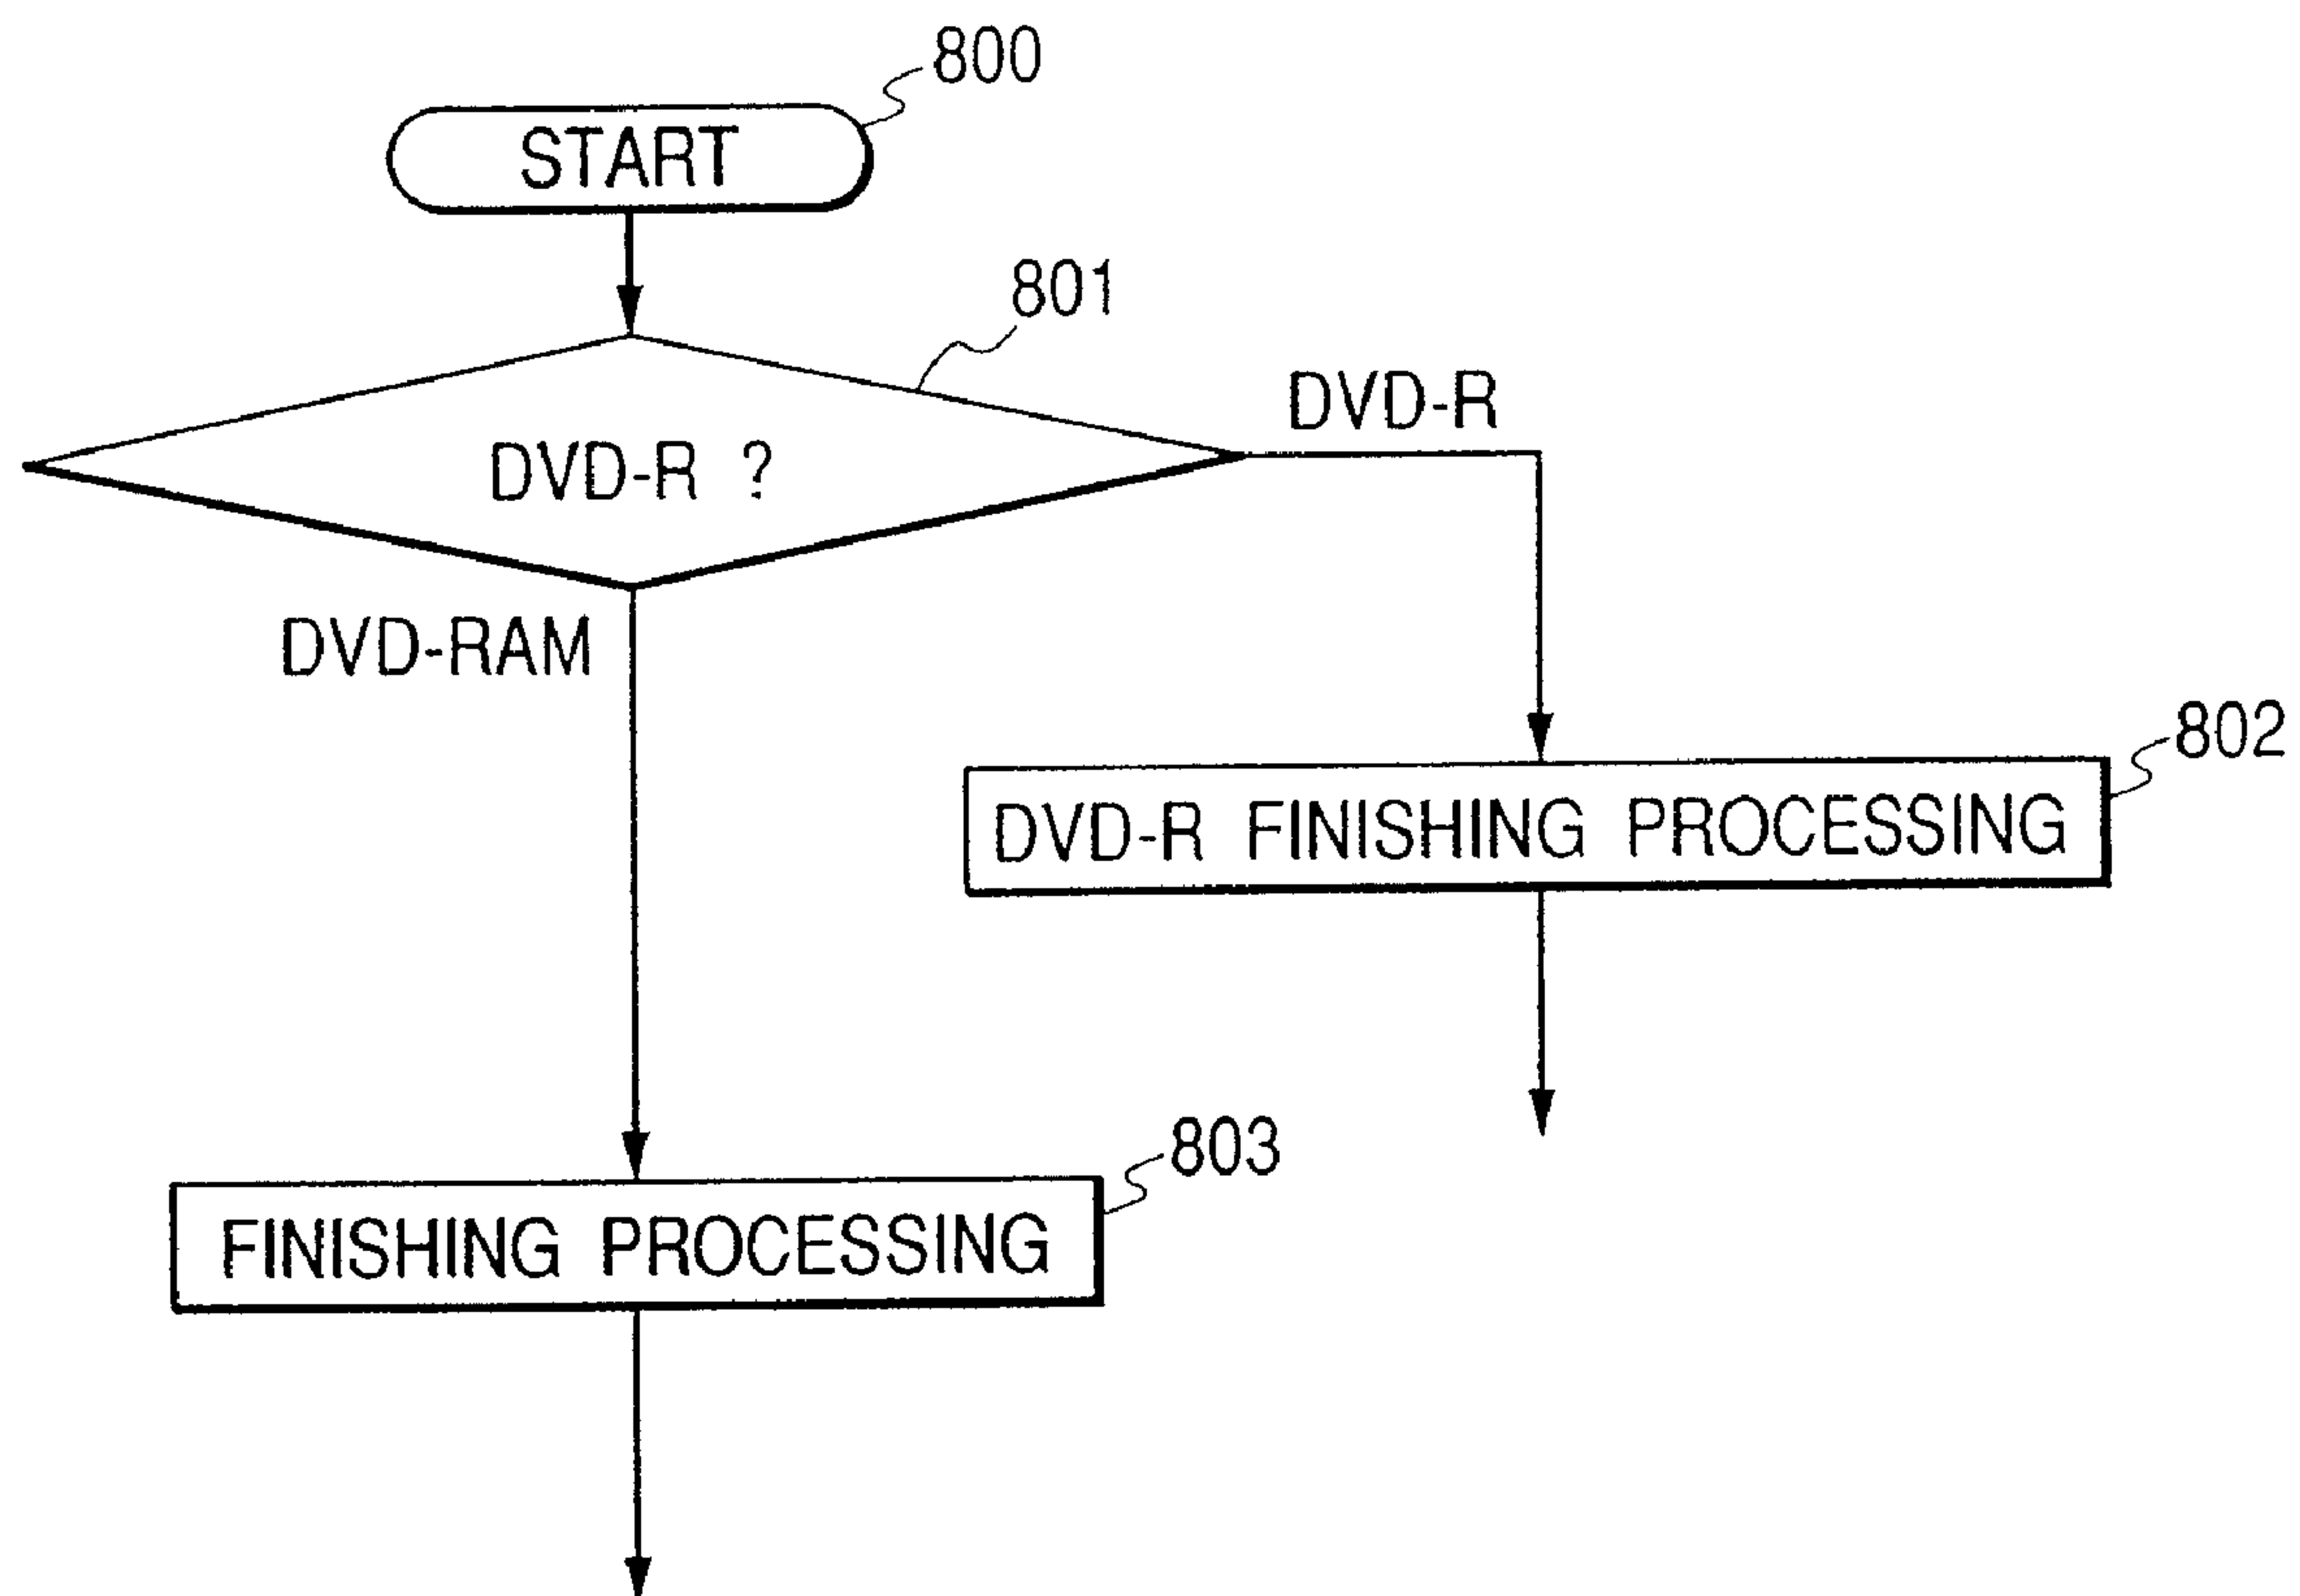 800
START
801
DVD-R ?
DVD-R
DVD-RAM
802
DVD-R FINISHING PROCESSING
803
FINISHING PROCESSING